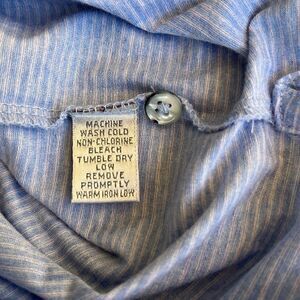 MACHINE
WASH COLD
NON-CHLORINE
BLEACH
TUMBLE DRY
LOW
REMOVE
PROMPTLY
WARM IRON LOW